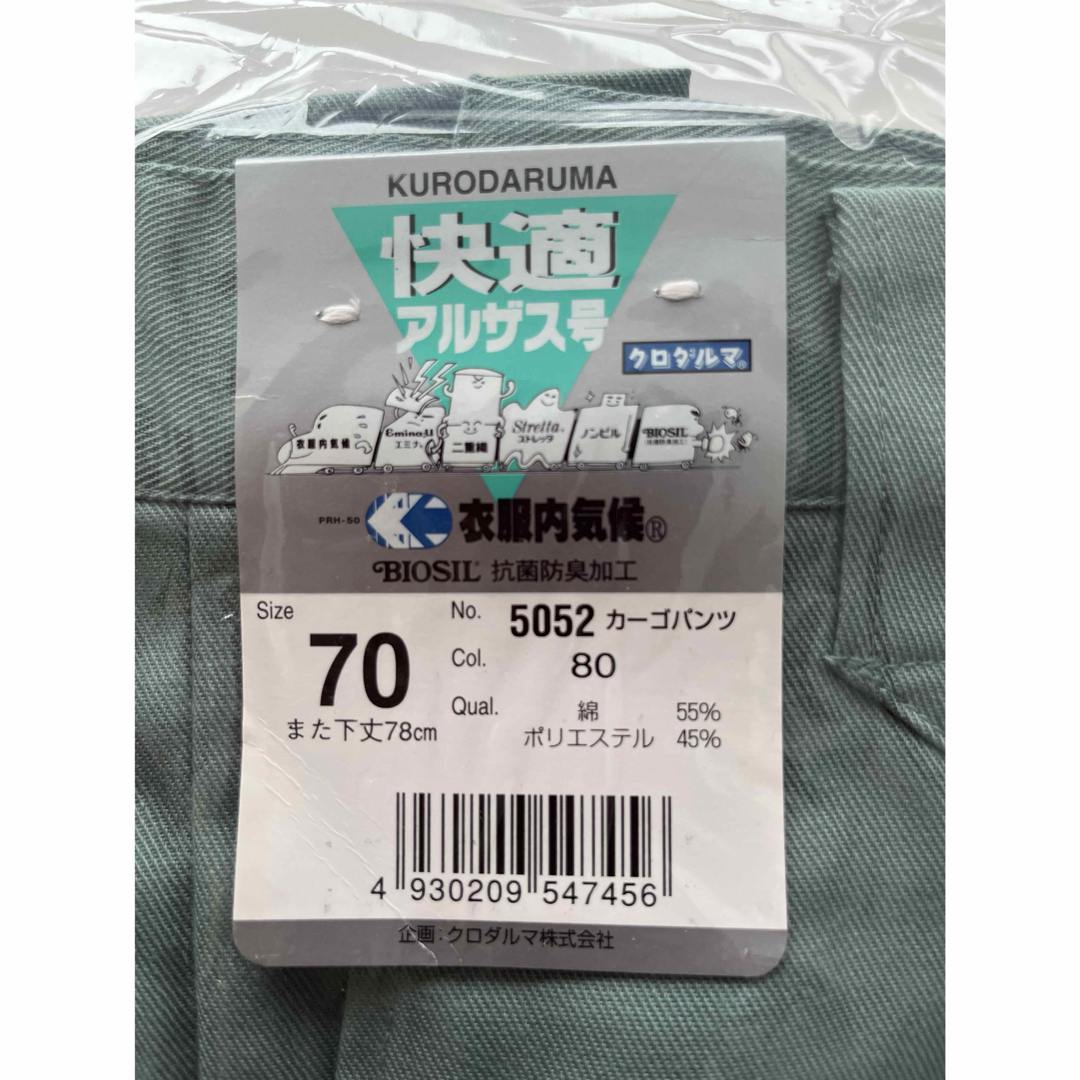 KURODARUMA
快適
アルザス号
クロダルマ®
衣服内気候
Emina-U
エミナ
二重織
Stretta
ストレッタ
ノンビル
BIOSIL
PRH-50
衣服内気候®
BIOSIL 抗菌防臭加工
Size
70
また下丈78cm
No. 5052 カーゴパンツ
Col. 80
Qual. 綿 55%
ポリエステル 45%
4 930209 547456
企画:クロダルマ株式会社